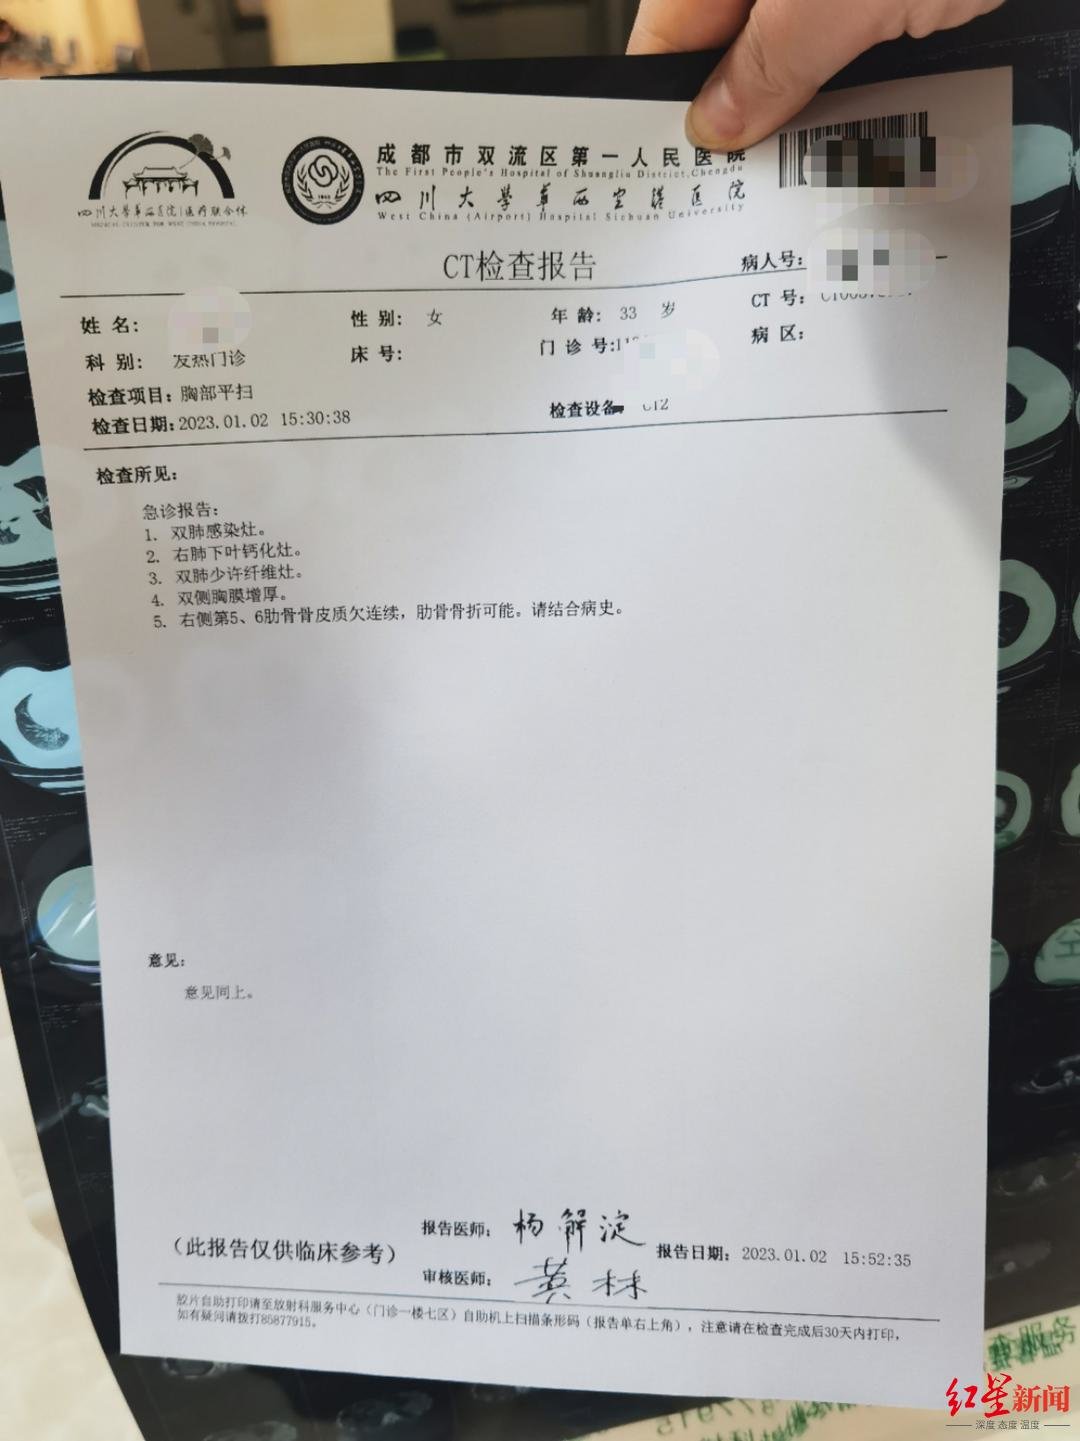 成都市双流区第一人民医院
The First People's Hospital of Shuangliu District,Chengdu
四川大学华西空港医院
West China (Airport) Hospital Sichuan University
四川大学华西医院|医疗联合体
CT检查报告
病人号:
姓名: 性别: 女 年龄: 33 岁 CT 号:
科别: 发热门诊 床号: 门诊号: 病区:
检查项目: 胸部平扫
检查日期: 2023.01.02 15:30:38 检查设备 CT2
检查所见:
急诊报告:
1. 双肺感染灶。
2. 右肺下叶钙化灶。
3. 双肺少许纤维灶。
4. 双侧胸膜增厚。
5. 右侧第5、6肋骨骨皮质欠连续，肋骨骨折可能。请结合病史。
意见:
意见同上。
报告医师: 杨解淀
(此报告仅供临床参考) 报告日期: 2023.01.02 15:52:35
审核医师: 黄林
胶片自助打印请至放射科服务中心（门诊一楼七区）自助机上扫描条形码（报告单右上角），注意请在检查完成后30天内打印，
如有疑问请拨打85877915。
红星新闻
深度 态度 温度